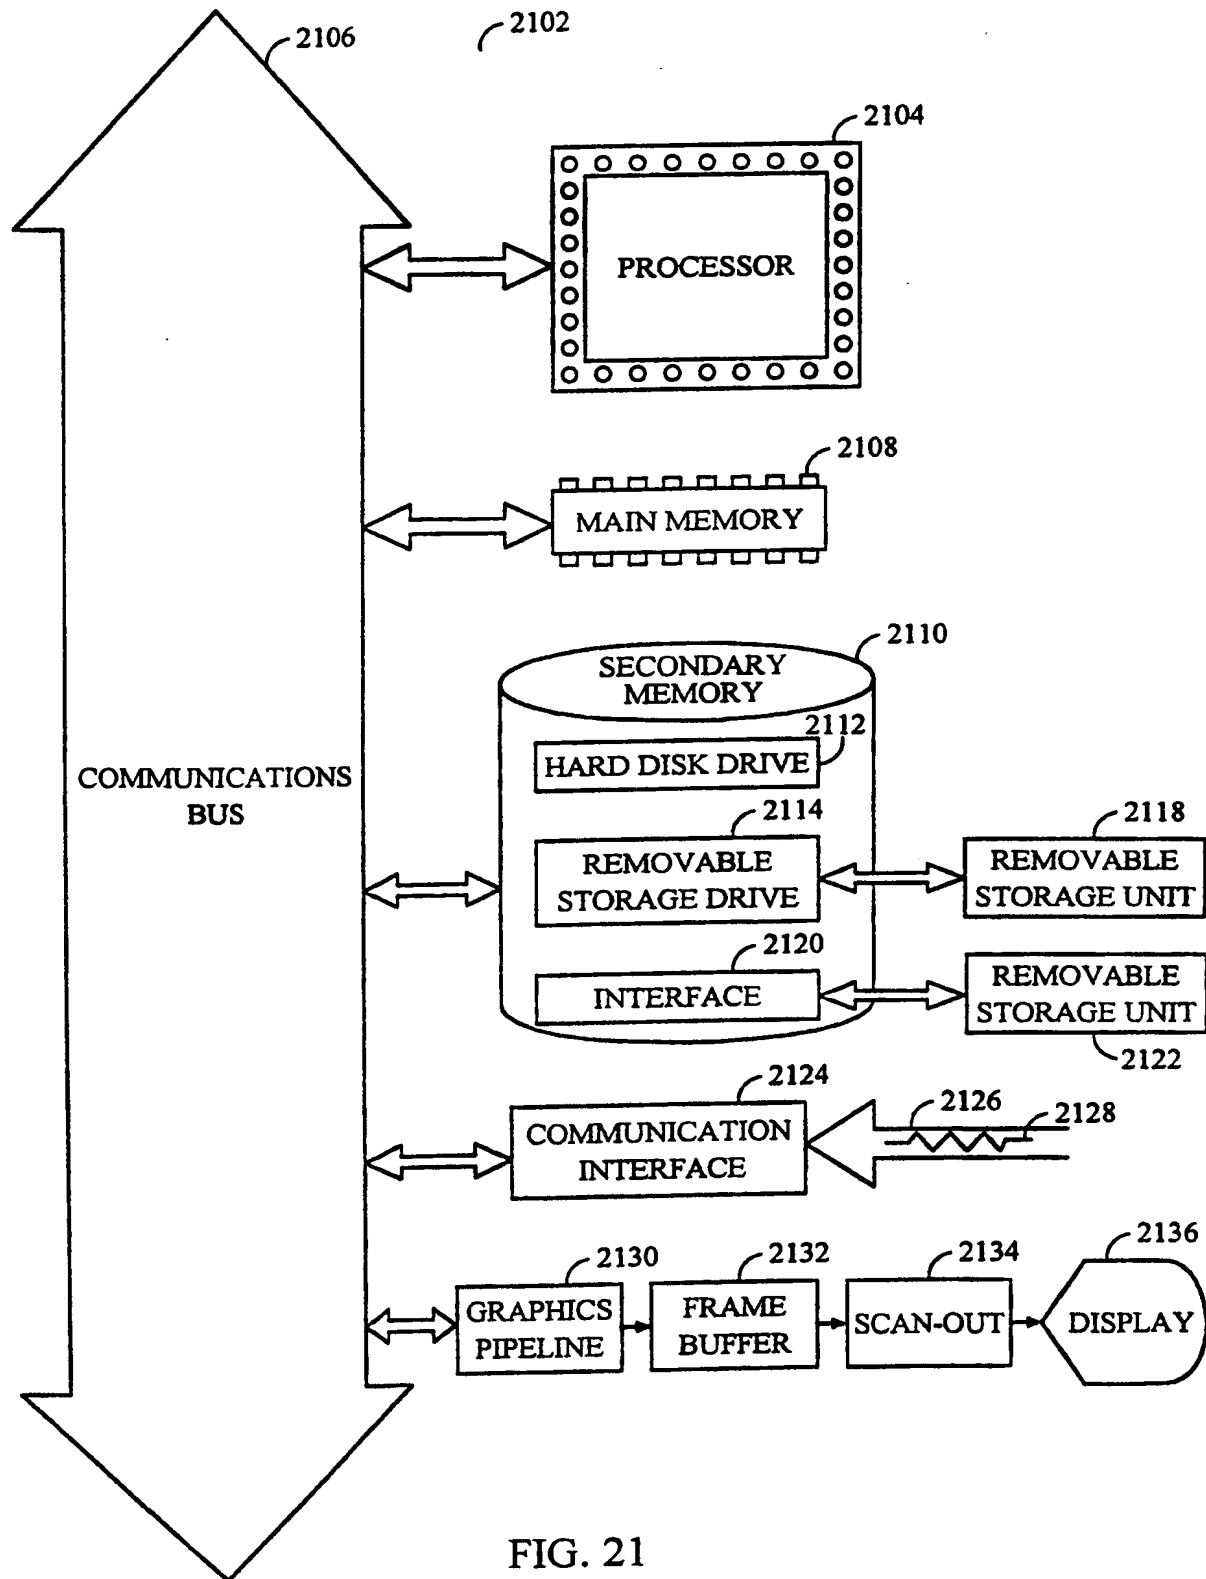 2106
2102
2104
PROCESSOR
2108
MAIN MEMORY
2110
SECONDARY
MEMORY
2112
HARD DISK DRIVE
COMMUNICATIONS
BUS
2114
REMOVABLE
STORAGE DRIVE
2118
REMOVABLE
STORAGE UNIT
2120
INTERFACE
REMOVABLE
STORAGE UNIT
2122
2124
COMMUNICATION
INTERFACE
2126
2128
2130
GRAPHICS
PIPELINE
2132
FRAME
BUFFER
2134
SCAN-OUT
2136
DISPLAY
FIG. 21